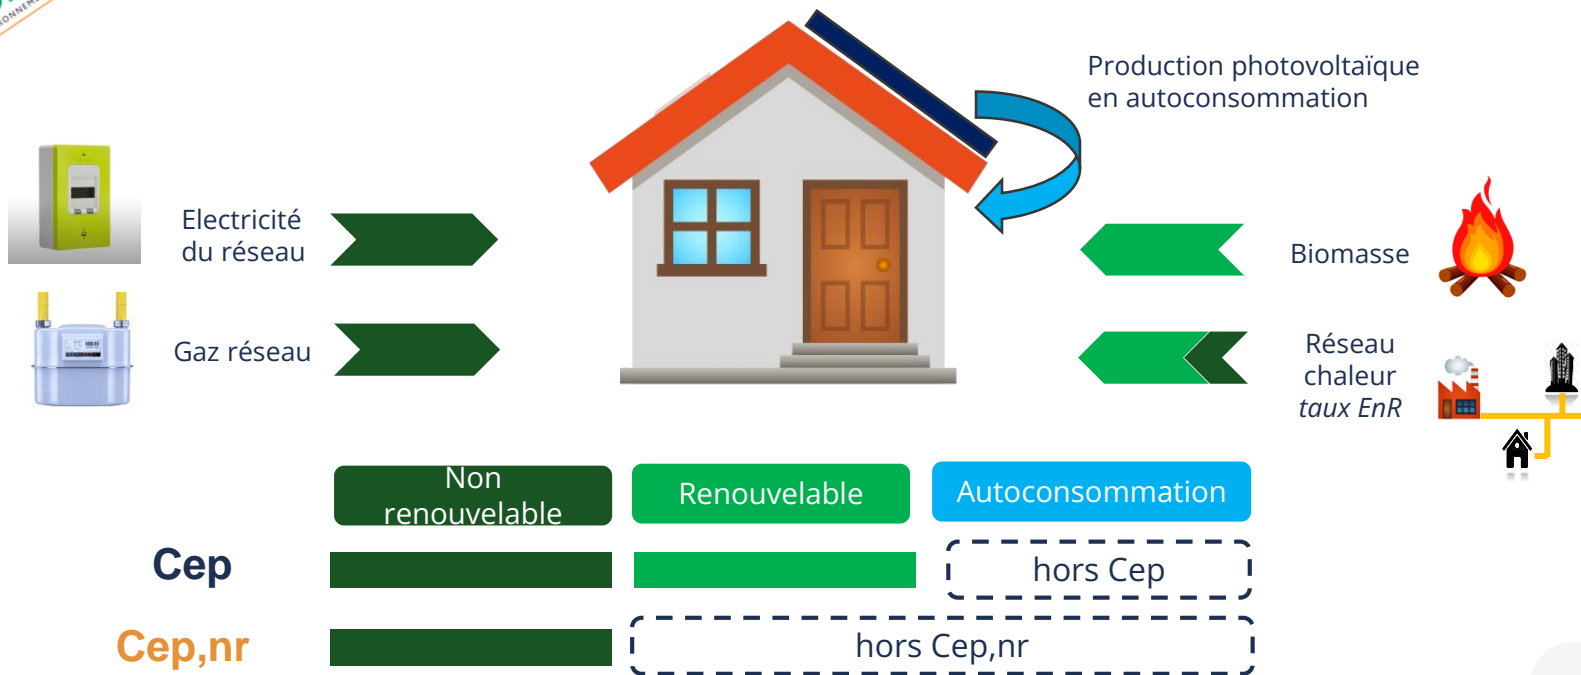 Production photovoltaïque
en autoconsommation
Electricité
du réseau
Biomasse
Gaz réseau
Réseau
chaleur
taux EnR
Non
renouvelable
Renouvelable
Autoconsommation
Cep
hors Cep
Cep,nr
hors Cep,nr